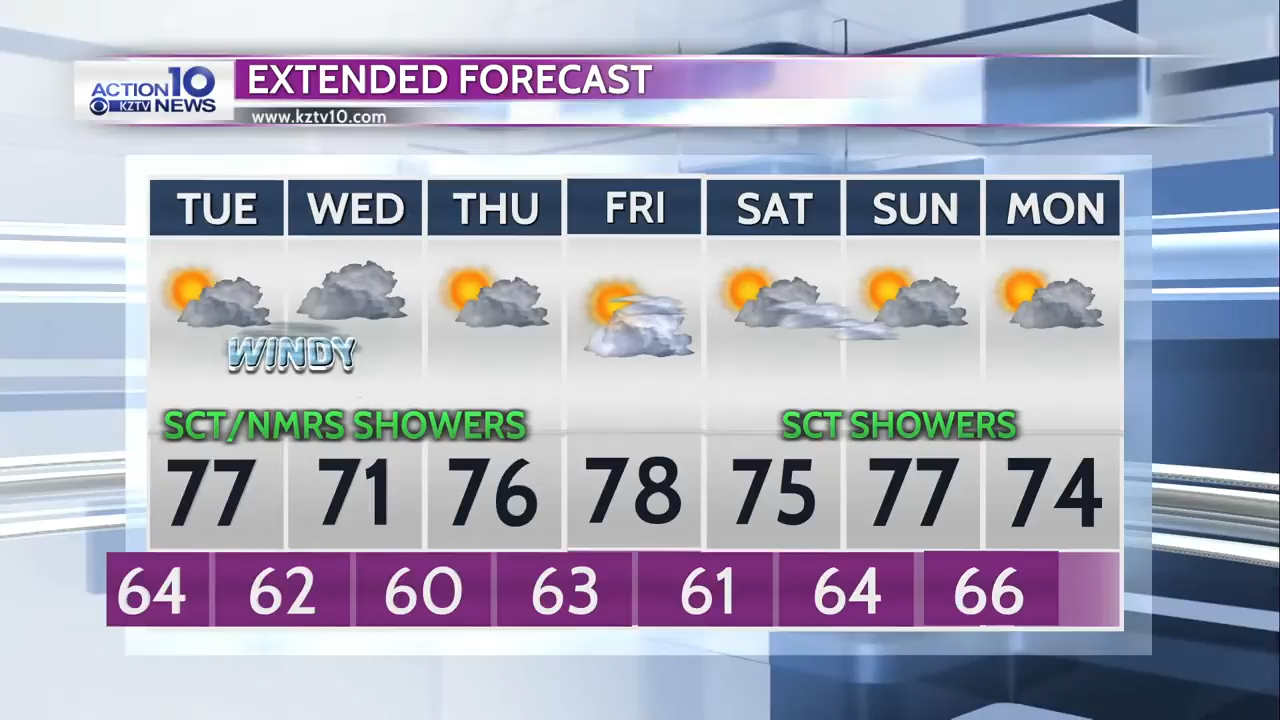 ACTION 10
KZTV NEWS
EXTENDED FORECAST
www.kztv10.com
TUE WED THU FRI SAT SUN MON
WINDY
SCT/NMRS SHOWERS SCT SHOWERS
77 71 76 78 75 77 74
64 62 60 63 61 64 66